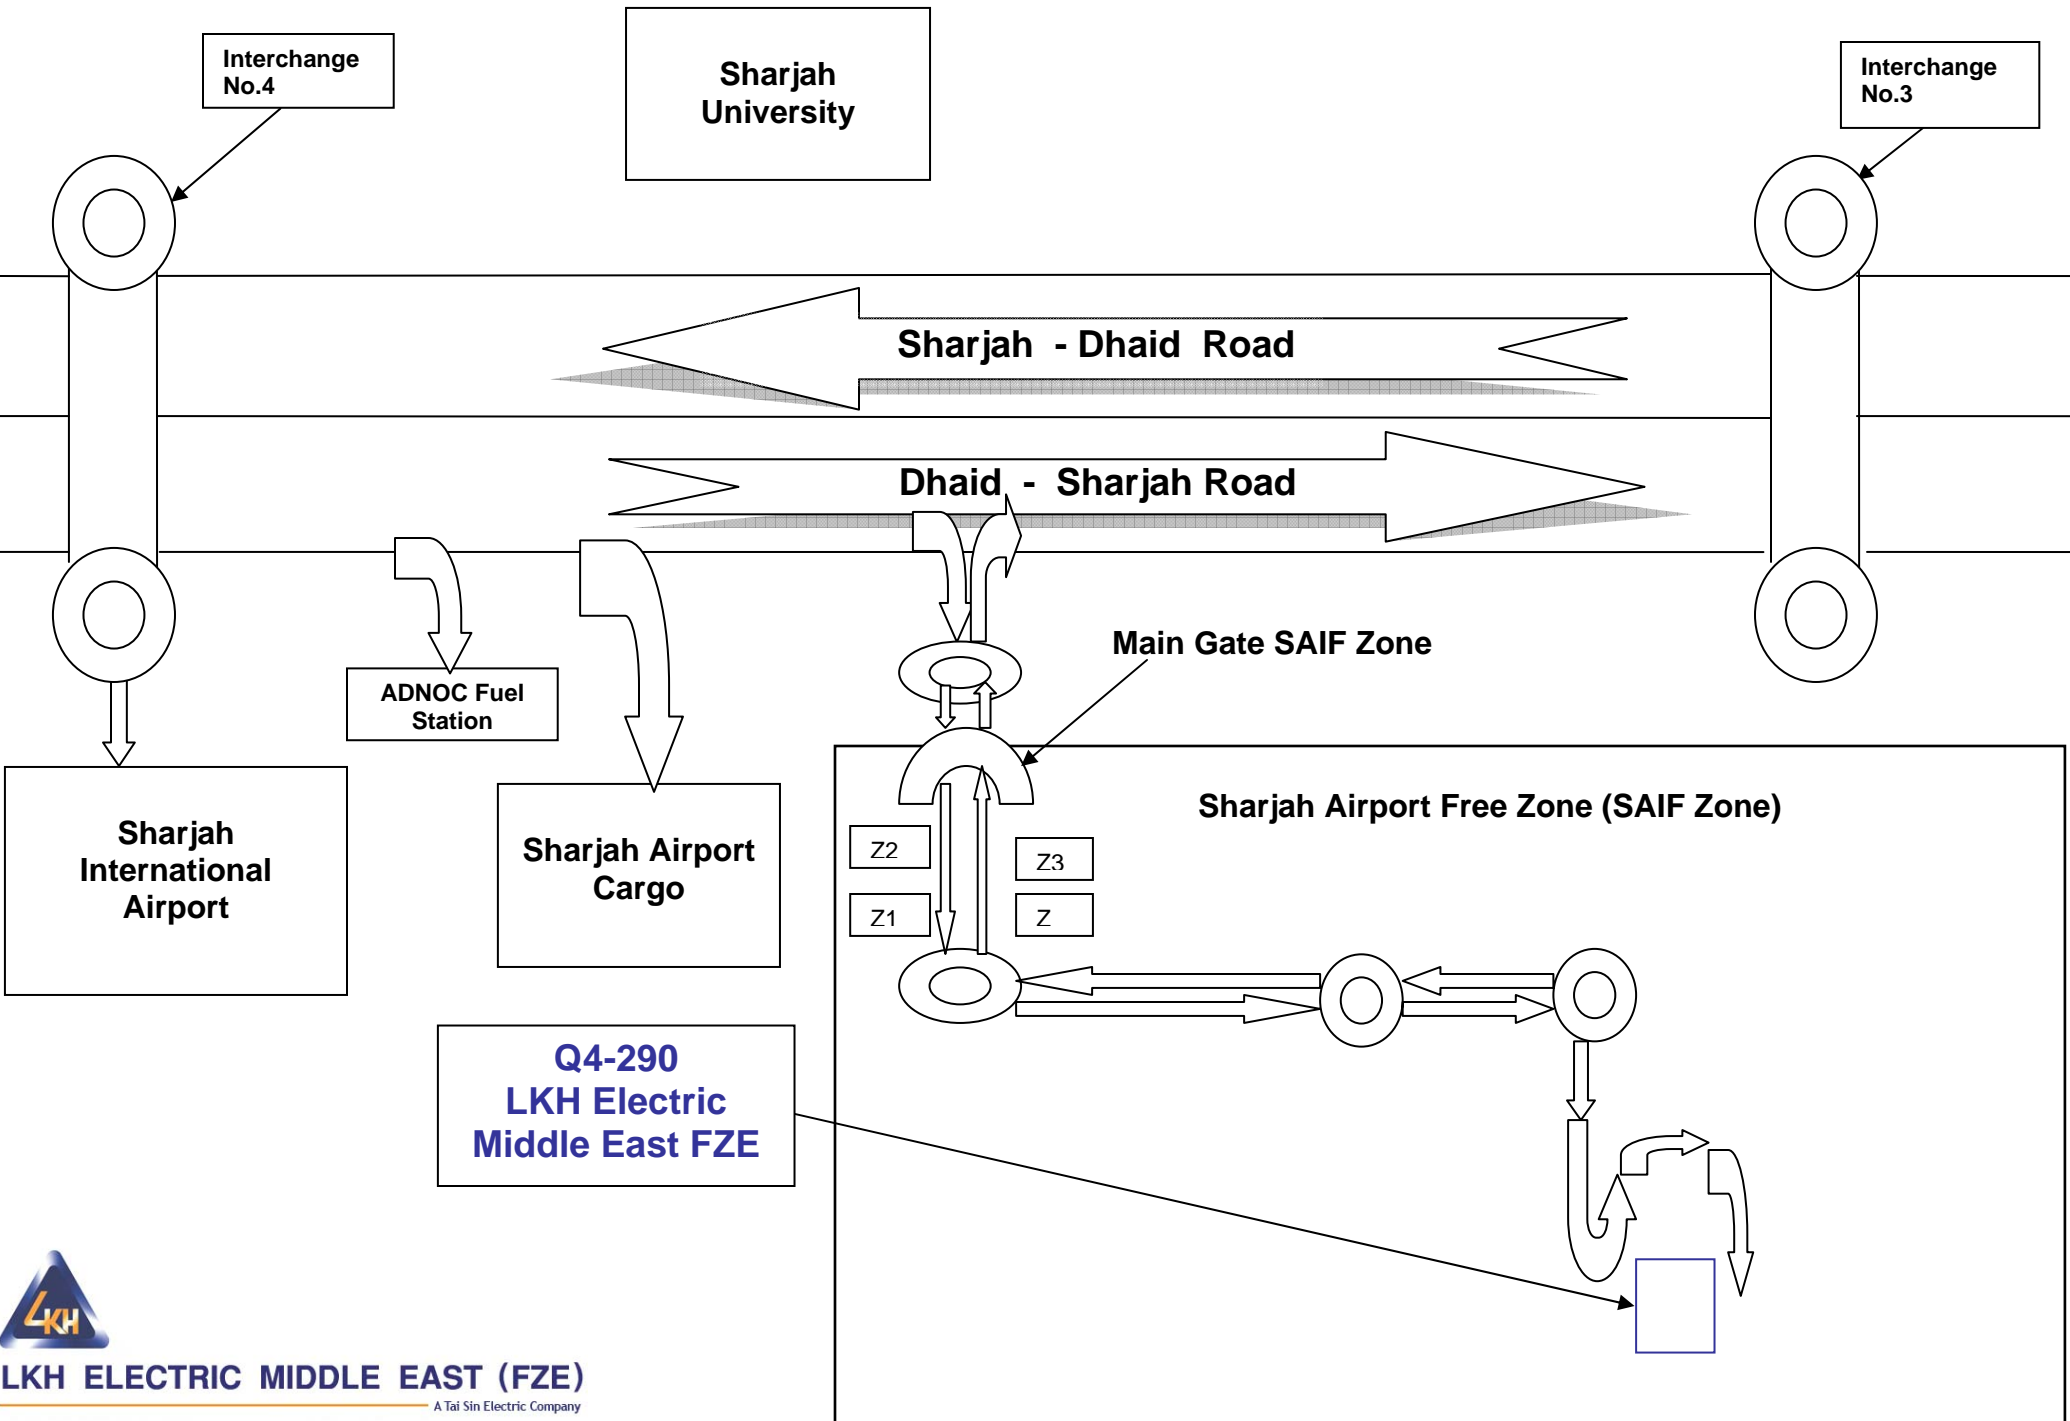 Interchange
No.4
Sharjah
University
Interchange
No.3
Sharjah - Dhaid Road
Dhaid - Sharjah Road
Main Gate SAIF Zone
ADNOC Fuel
Station
Sharjah
International
Airport
Sharjah Airport
Cargo
Sharjah Airport Free Zone (SAIF Zone)
Z2
Z3
Z1
Z
Q4-290
LKH Electric
Middle East FZE
LKH
LKH ELECTRIC MIDDLE EAST (FZE)
A Tai Sin Electric Company